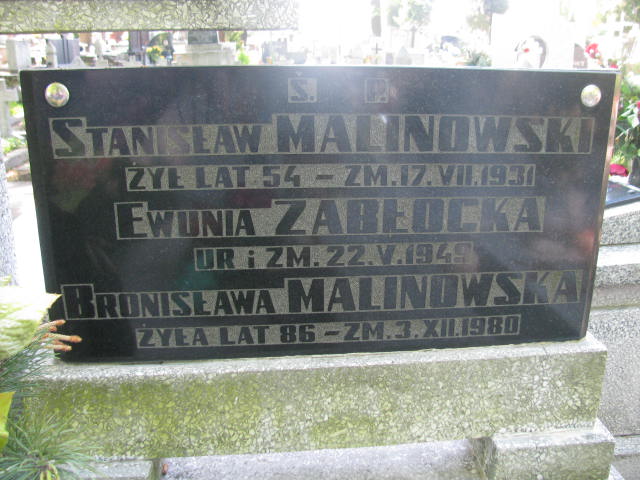 Ś. P.
STANISŁAW MALINOWSKI
ŻYŁ LAT 54 - ZM. 17. VII. 1931
EWUNIA ZABŁOCKA
UR i ZM. 22. V. 1949
BRONISŁAWA MALINOWSKA
ŻYŁA LAT 86 - ZM. 3. XII. 1980